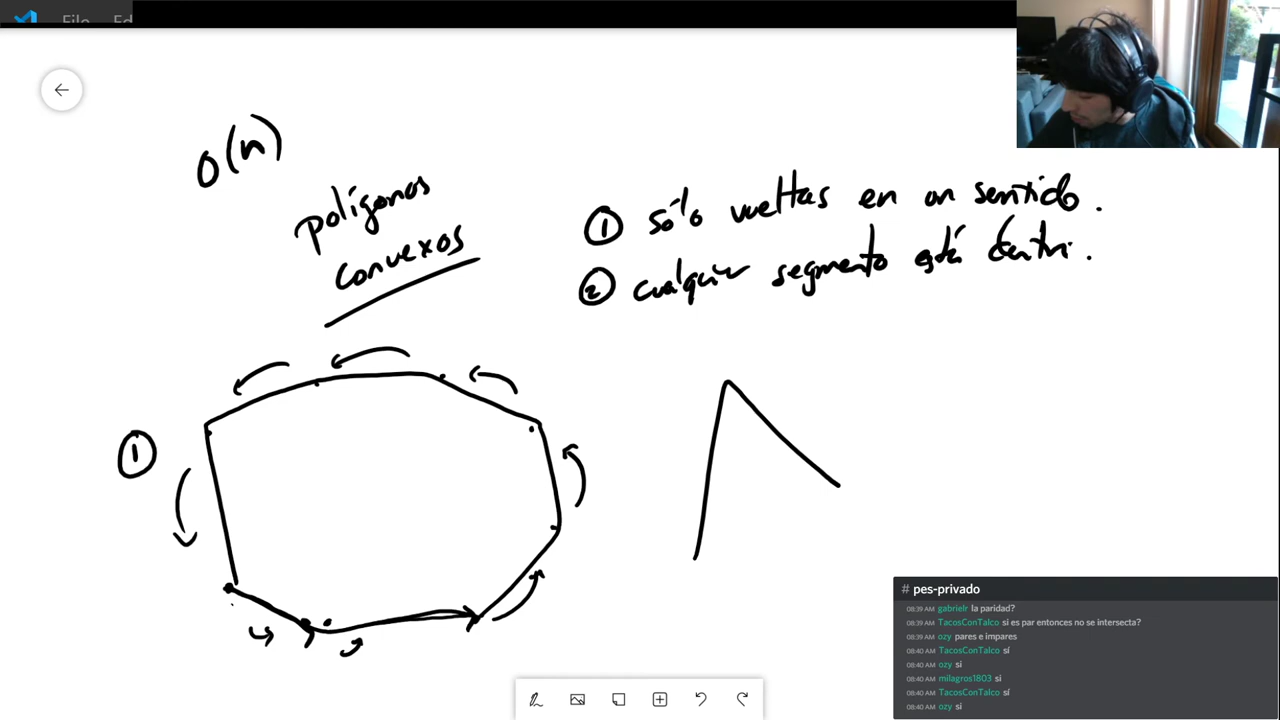 File Ed
O(n)
polígonos
convexos
① sólo vueltas en un sentido.
② cualquier segmento está dentri.
①
# pes-privado
08:39 AM gabrielr la paridad?
08:39 AM TacosConTalco si es par entonces no se intersecta?
08:39 AM ozy pares e impares
08:40 AM TacosConTalco sí
08:40 AM ozy si
08:40 AM milagros1803 si
08:40 AM TacosConTalco sí
08:40 AM ozy si